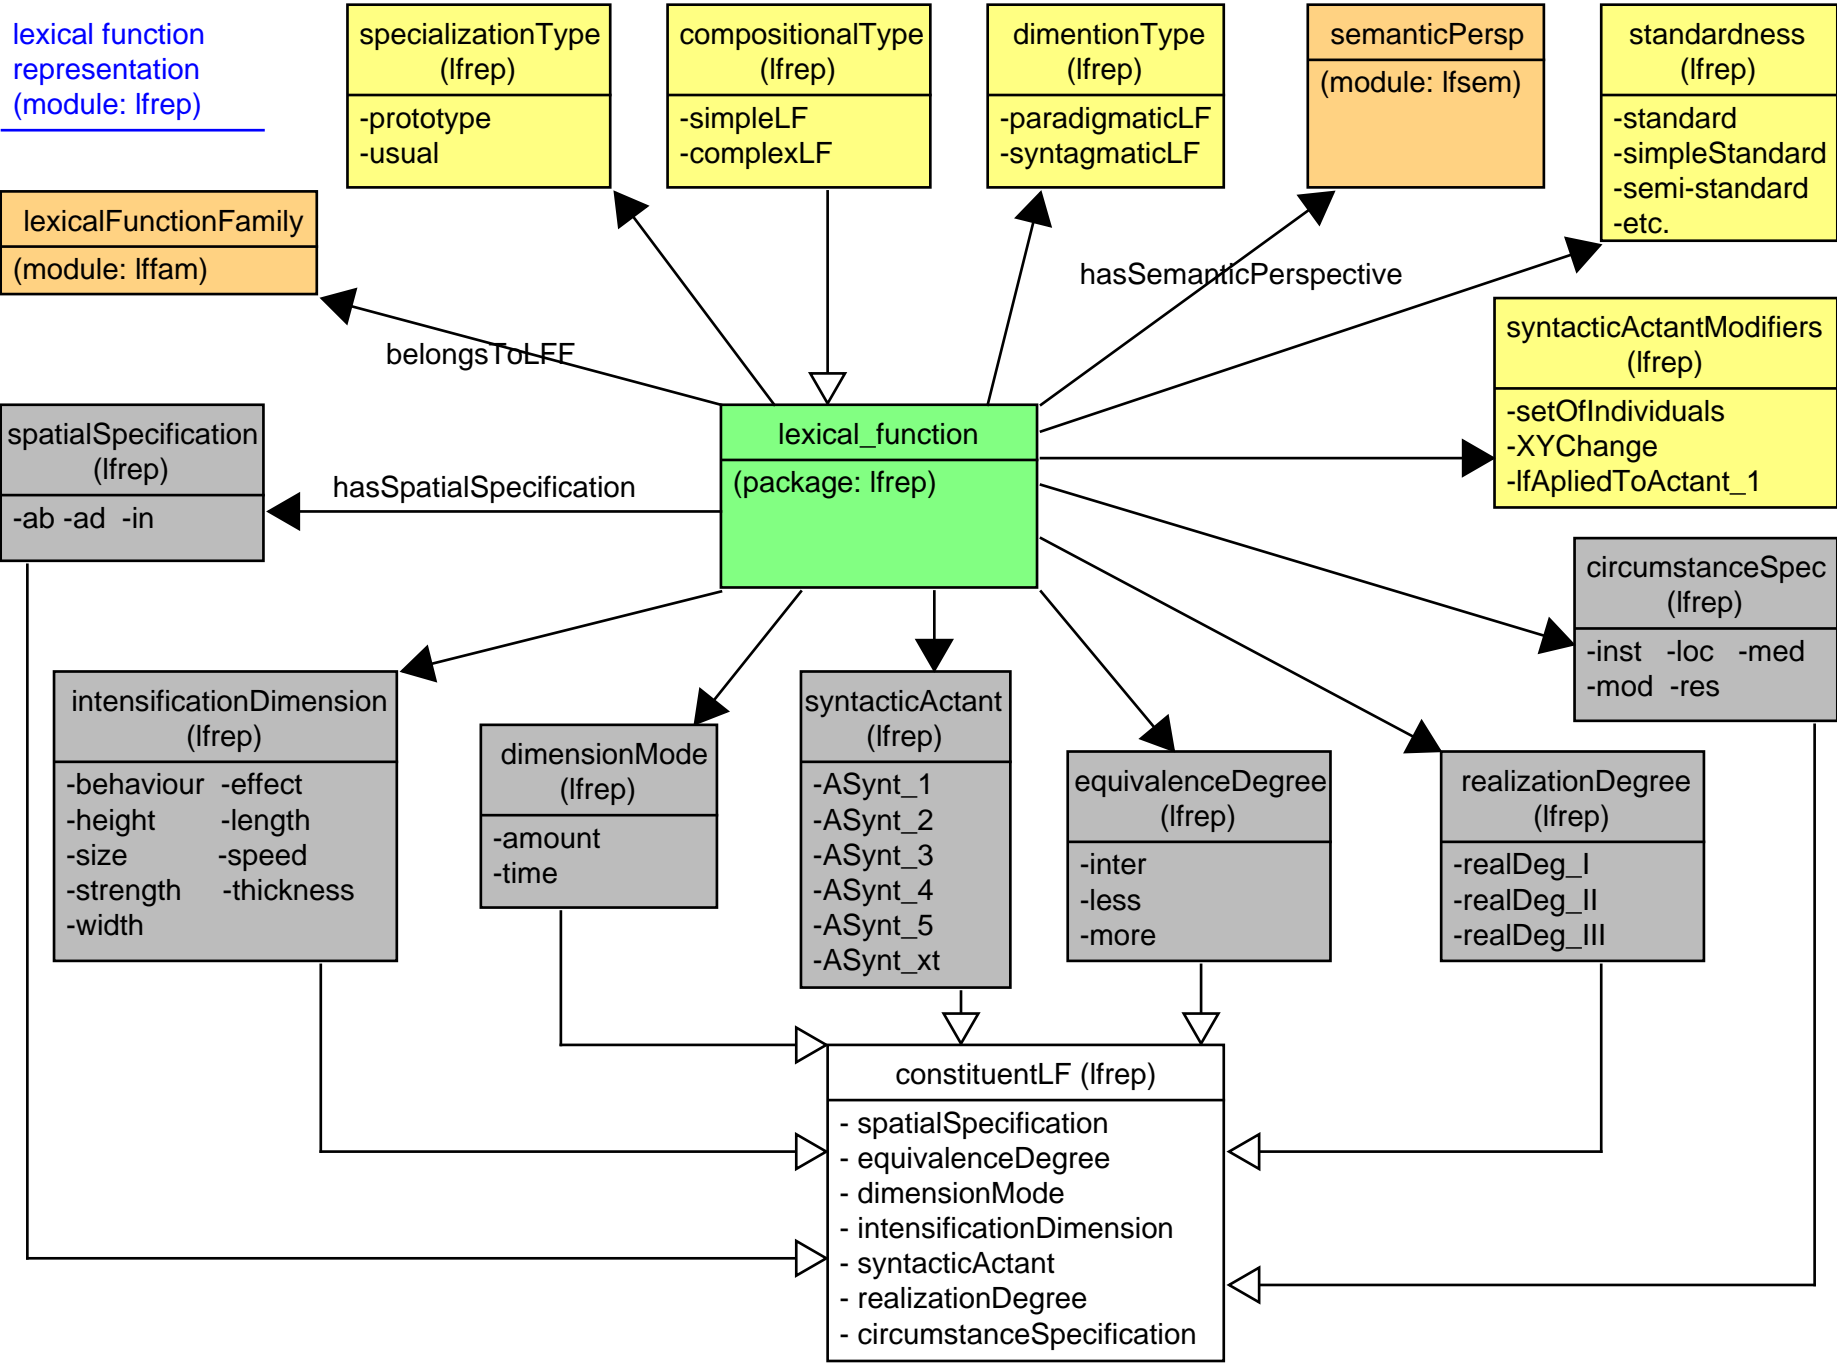 lexical function
representation
(module: lfrep)
specializationType
(lfrep)
-prototype
-usual
compositionalType
(lfrep)
-simpleLF
-complexLF
dimentionType
(lfrep)
-paradigmaticLF
-syntagmaticLF
semanticPersp
(module: lfsem)
standardness
(lfrep)
-standard
-simpleStandard
-semi-standard
-etc.
lexicalFunctionFamily
(module: lffam)
hasSemanticPerspective
belongsToLFF
syntacticActantModifiers
(lfrep)
-setOfIndividuals
-XYChange
-lfApliedToActant_1
spatialSpecification
(lfrep)
-ab -ad -in
hasSpatialSpecification
lexical_function
(package: lfrep)
circumstanceSpec
(lfrep)
-inst -loc -med
-mod -res
intensificationDimension
(lfrep)
-behaviour -effect
-height -length
-size -speed
-strength -thickness
-width
dimensionMode
(lfrep)
-amount
-time
syntacticActant
(lfrep)
-ASynt_1
-ASynt_2
-ASynt_3
-ASynt_4
-ASynt_5
-ASynt_xt
equivalenceDegree
(lfrep)
-inter
-less
-more
realizationDegree
(lfrep)
-realDeg_I
-realDeg_II
-realDeg_III
constituentLF (lfrep)
- spatialSpecification
- equivalenceDegree
- dimensionMode
- intensificationDimension
- syntacticActant
- realizationDegree
- circumstanceSpecification